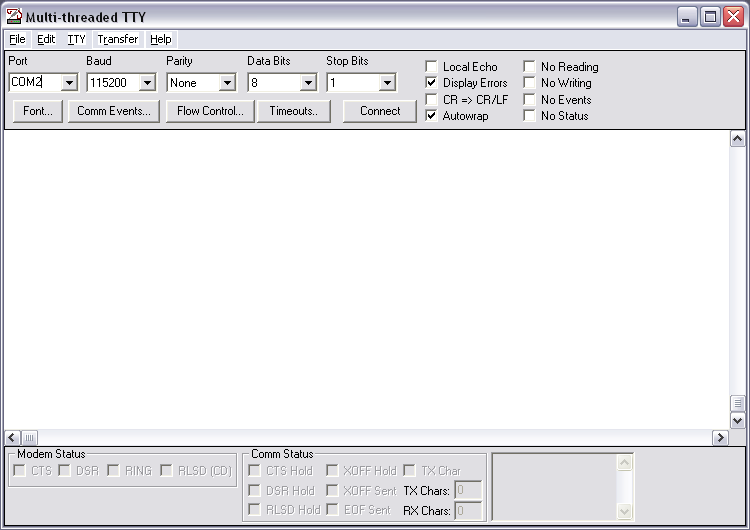 Multi-threaded TTY
File Edit TTY Transfer Help
Port Baud Parity Data Bits Stop Bits
COM2 115200 None 8 1
Font... Comm Events... Flow Control... Timeouts.. Connect
Local Echo No Reading
Display Errors No Writing
CR => CR/LF No Events
Autowrap No Status
Modem Status Comm Status
CTS DSR RING RLSD (CD) CTS Hold XOFF Hold TX Char
DSR Hold XOFF Sent TX Chars: 0
RLSD Hold EOF Sent RX Chars: 0